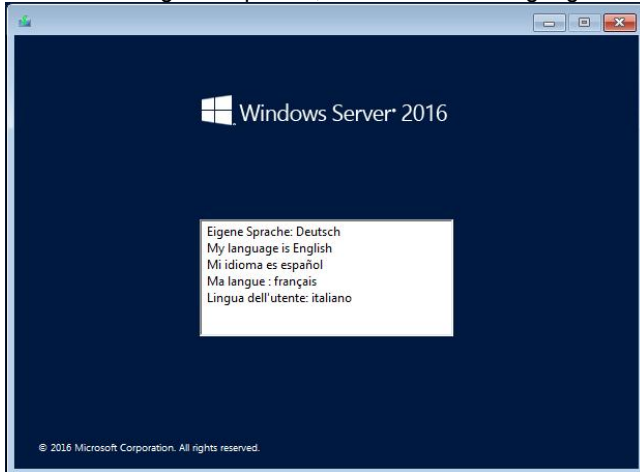 Windows Server 2016
Eigene Sprache: Deutsch
My language is English
Mi idioma es español
Ma langue : français
Lingua dell'utente: italiano
© 2016 Microsoft Corporation. All rights reserved.